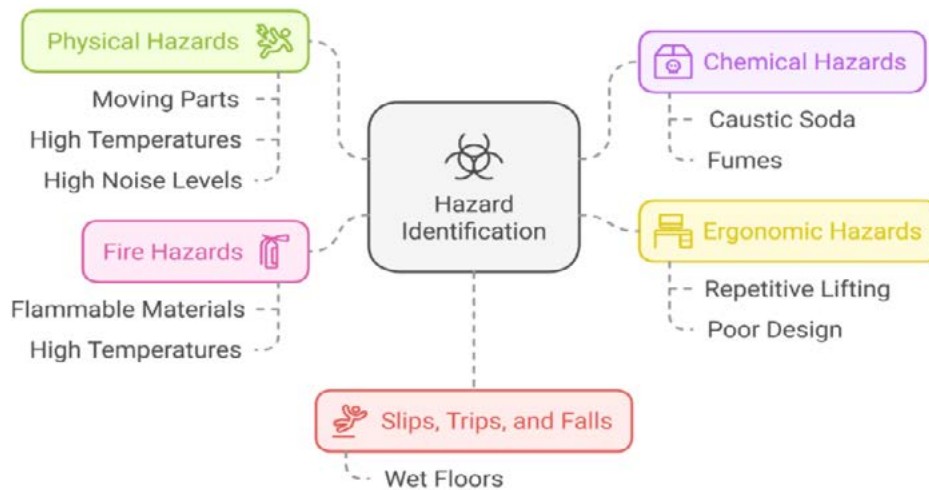 Physical Hazards
Moving Parts
High Temperatures
High Noise Levels
Fire Hazards
Flammable Materials
High Temperatures
Hazard
Identification
Chemical Hazards
Caustic Soda
Fumes
Ergonomic Hazards
Repetitive Lifting
Poor Design
Slips, Trips, and Falls
Wet Floors